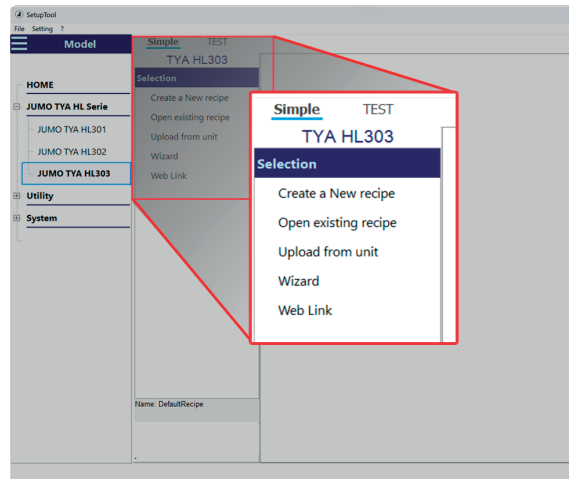 SetupTool
File Setting ?
Model
HOME
JUMO TYA HL Serie
JUMO TYA HL301
JUMO TYA HL302
JUMO TYA HL303
Utility
System
Simple TEST
TYA HL303
Selection
Create a New recipe
Open existing recipe
Upload from unit
Wizard
Web Link
Name: DefaultRecipe
-
Simple TEST
TYA HL303
Selection
Create a New recipe
Open existing recipe
Upload from unit
Wizard
Web Link